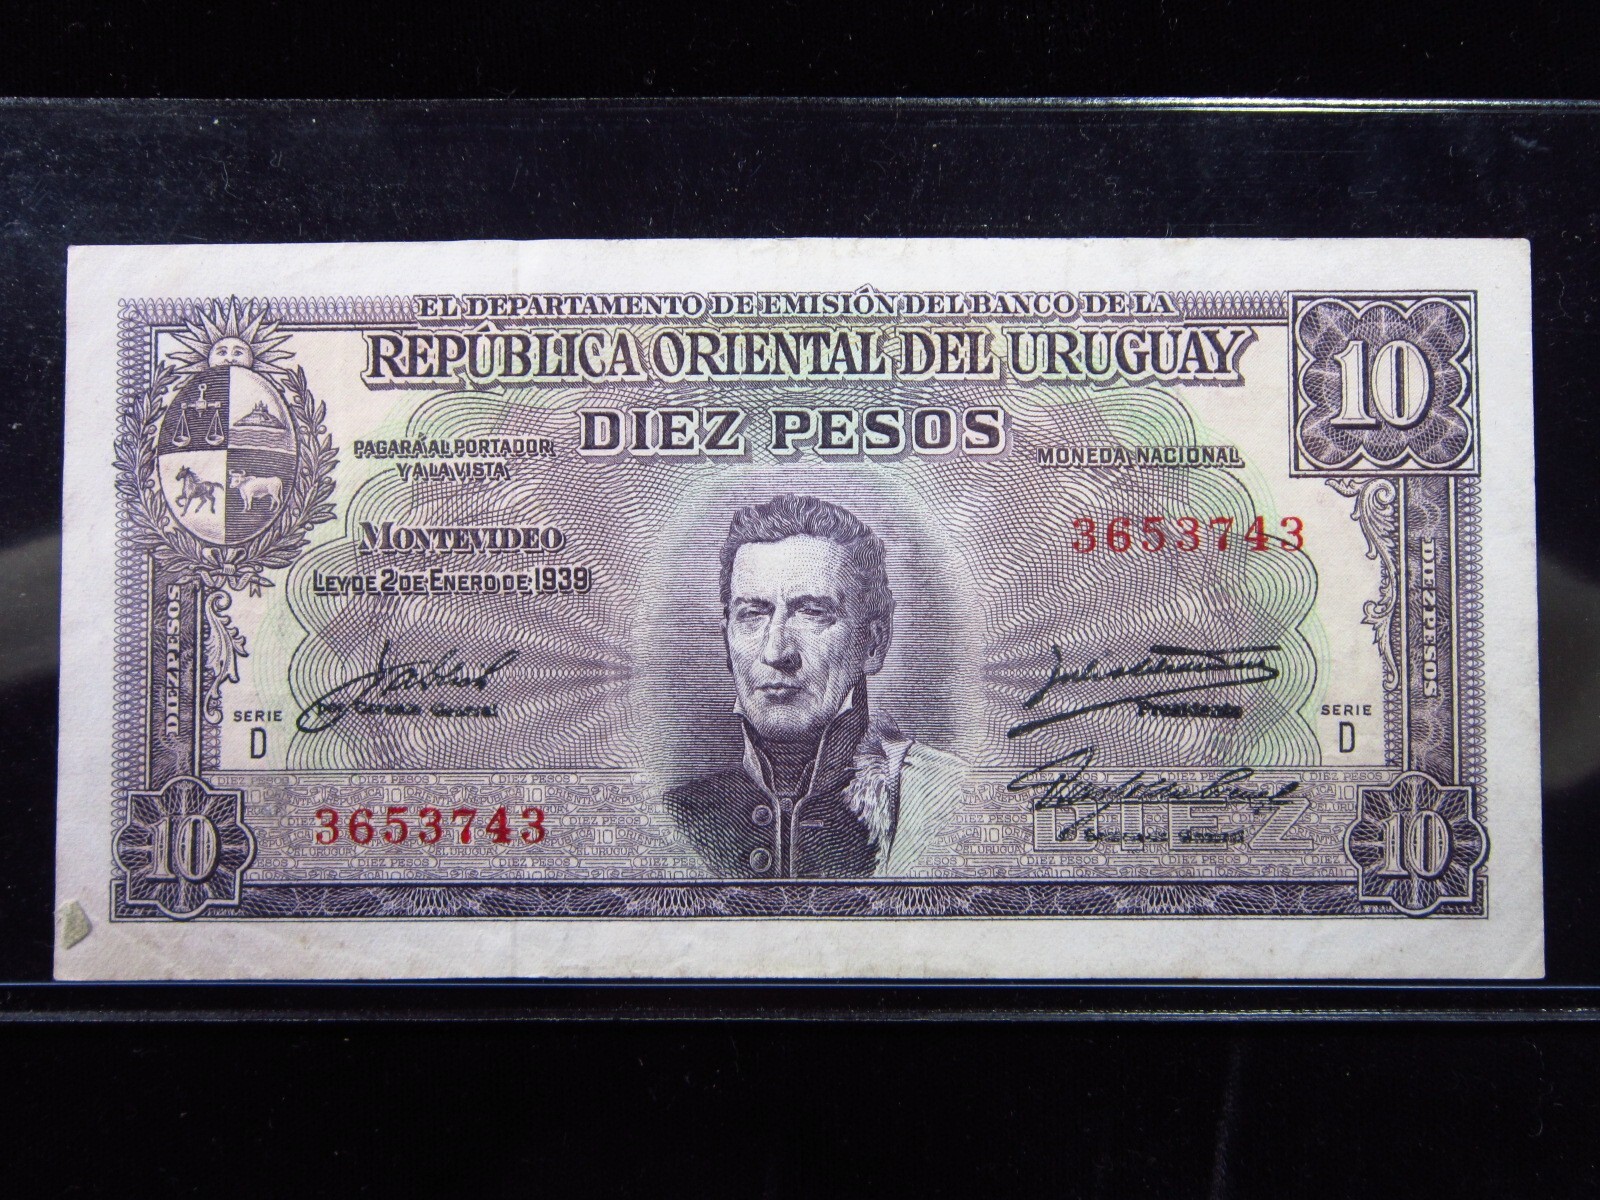 EL DEPARTAMENTO DE EMISIÓN DEL BANCO DE LA
REPÚBLICA ORIENTAL DEL URUGUAY
10
DIEZ PESOS
PAGARÁ AL PORTADOR
Y A LA VISTA
MONEDA NACIONAL
MONTEVIDEO
LEY DE 2 DE ENERO DE 1939
3653743
DIEZ PESOS
DIEZ PESOS
Gerente General
Presidente
SERIE
D
SERIE
D
3653743
DIEZ
10
10